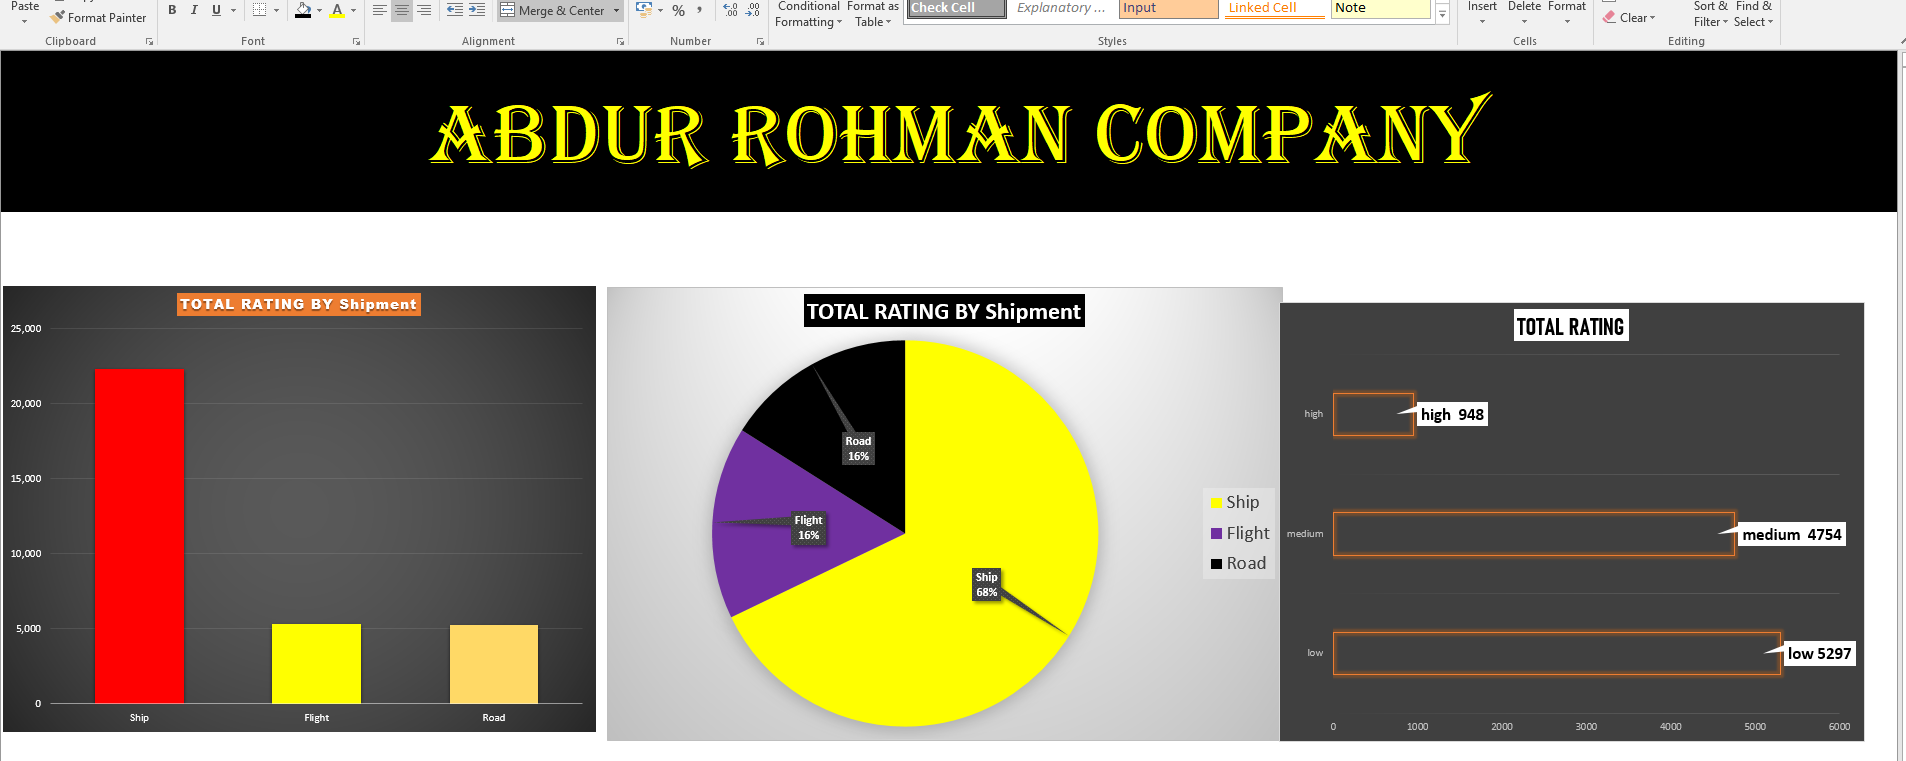 Paste
Format Painter
B I U A
Merge & Center
% ,
Conditional Formatting
Format as Table
Check Cell
Explanatory ...
Input
Linked Cell
Note
Insert
Delete
Format
Clear
Sort & Filter
Find & Select
Clipboard
Font
Alignment
Number
Styles
Cells
Editing
ABDUR ROHMAN COMPANY
TOTAL RATING BY Shipment
25,000
20,000
15,000
10,000
5,000
0
Ship
Flight
Road
TOTAL RATING BY Shipment
Road
16%
Flight
16%
Ship
68%
Ship
Flight
Road
TOTAL RATING
high
high 948
medium
medium 4754
low
low 5297
0 1000 2000 3000 4000 5000 6000